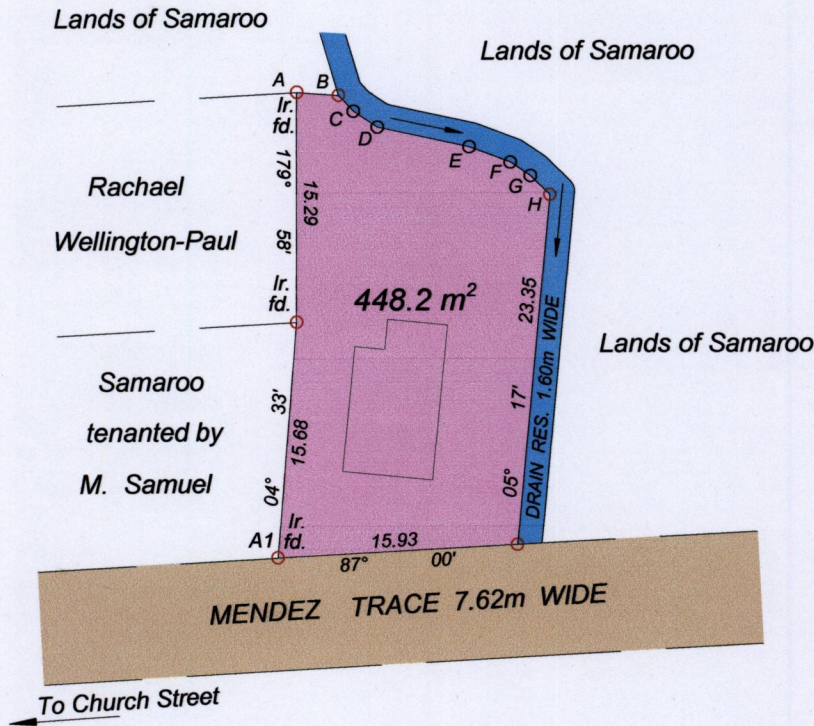 Lands of Samaroo
Lands of Samaroo
A
B
Ir.
fd.
C
D
E
F
G
H
179°
58'
15.29
Rachael
Wellington-Paul
Ir.
fd.
448.2 m²
23.35
17'
05°
DRAIN RES. 1.60m WIDE
Lands of Samaroo
Samaroo
tenanted by
M. Samuel
33'
04°
15.68
A1
Ir.
fd.
15.93
87° 00'
MENDEZ TRACE 7.62m WIDE
To Church Street